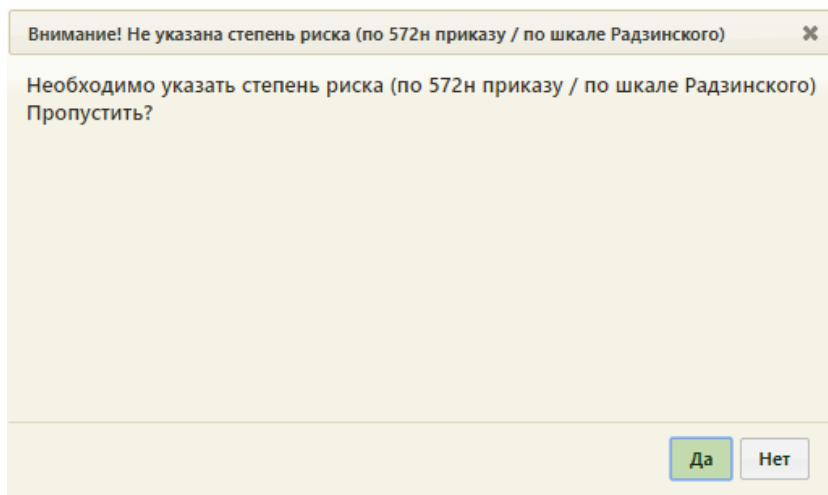 Внимание! Не указана степень риска (по 572н приказу / по шкале Радзинского)
Необходимо указать степень риска (по 572н приказу / по шкале Радзинского)
Пропустить?
Да Нет